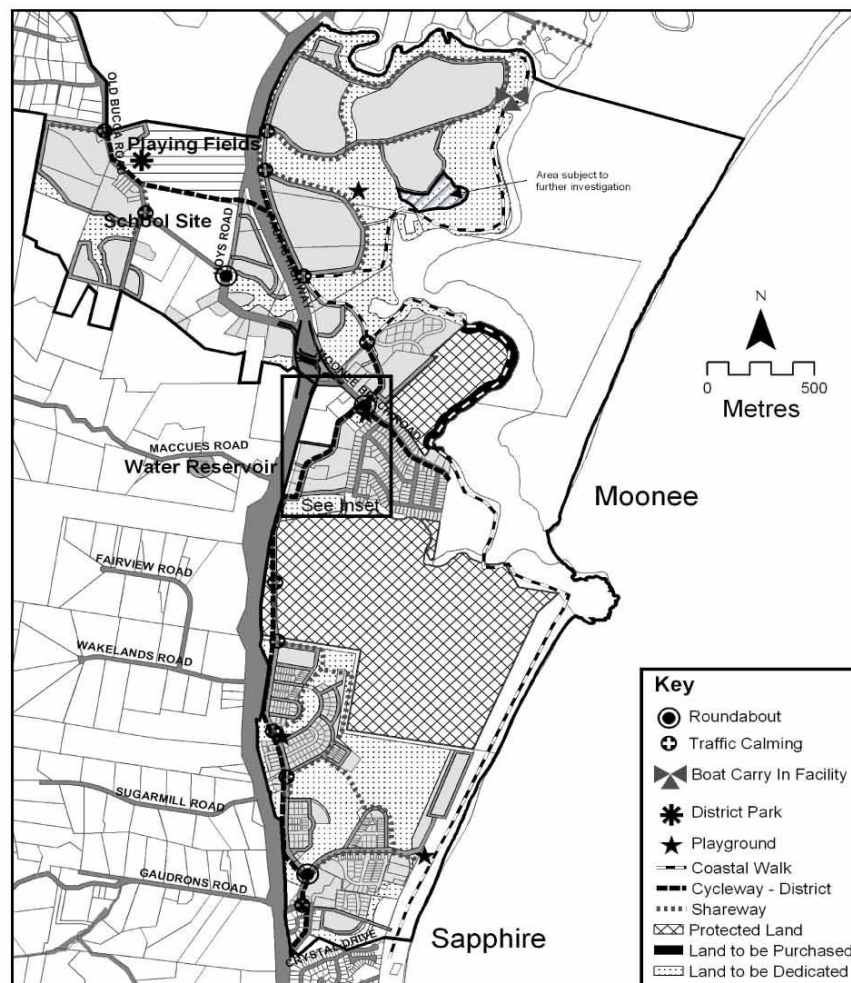 OLD BUCCA ROAD
Playing Fields
Area subject to
further investigation
School Site
N
0 500
Metres
MOONEE BEACH ROAD
MACCUES ROAD
Water Reservoir
See Inset
Moonee
FAIRVIEW ROAD
WAKELANDS ROAD
SUGARMILL ROAD
GAUDRONS ROAD
CRYSTAL DRIVE
Sapphire
Key
Roundabout
Traffic Calming
Boat Carry In Facility
District Park
Playground
Coastal Walk
Cycleway - District
Shareway
Protected Land
Land to be Purchased
Land to be Dedicated